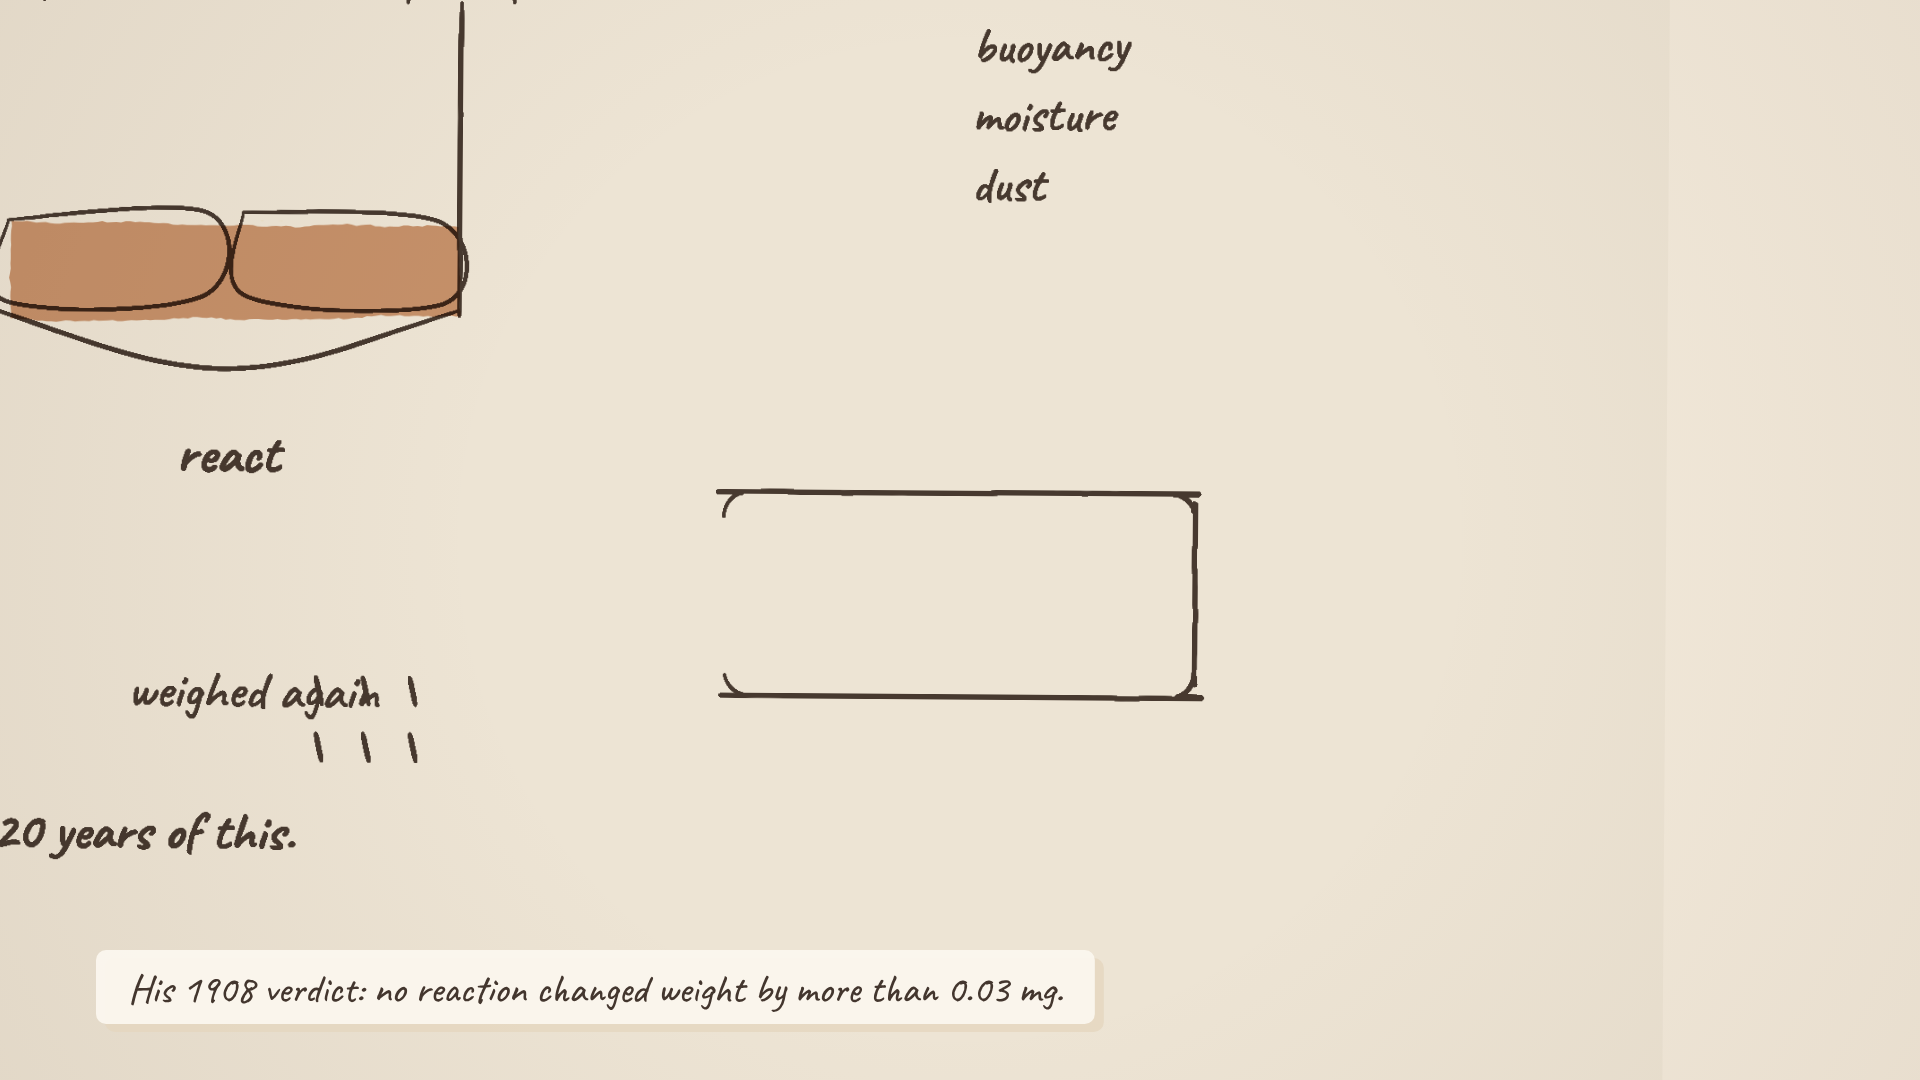 buoyancy
moisture
dust
react
weighed again
20 years of this.
His 1908 verdict: no reaction changed weight by more than 0.03 mg.